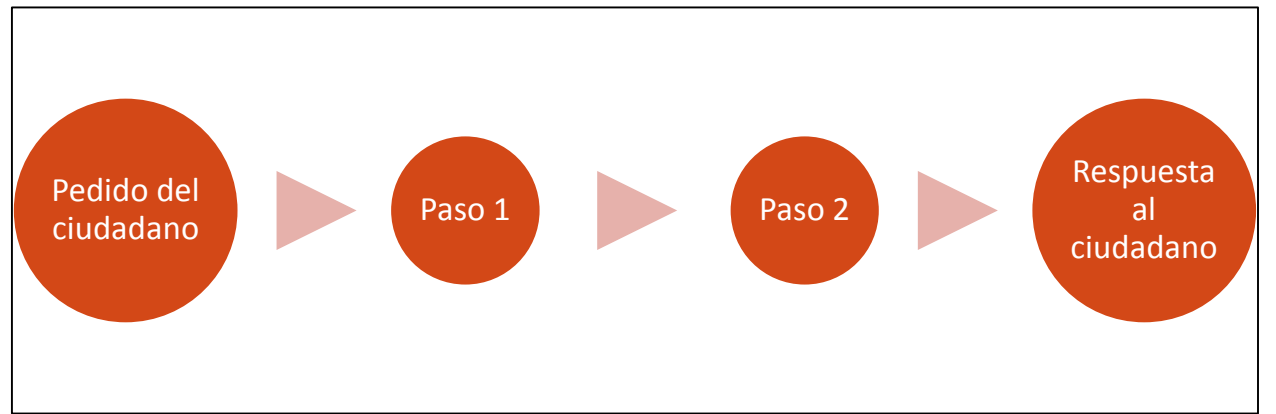 Pedido del
ciudadano
Paso 1
Paso 2
Respuesta
al
ciudadano